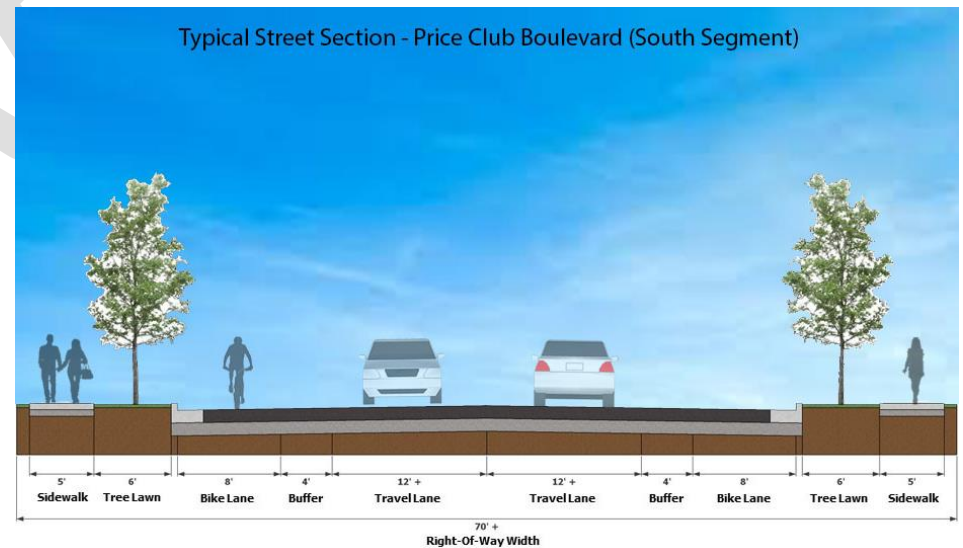 Typical Street Section - Price Club Boulevard (South Segment)
5' 6' 8' 4' 12' + 12' + 4' 8' 6' 5'
Sidewalk Tree Lawn Bike Lane Buffer Travel Lane Travel Lane Buffer Bike Lane Tree Lawn Sidewalk
70' +
Right-Of-Way Width